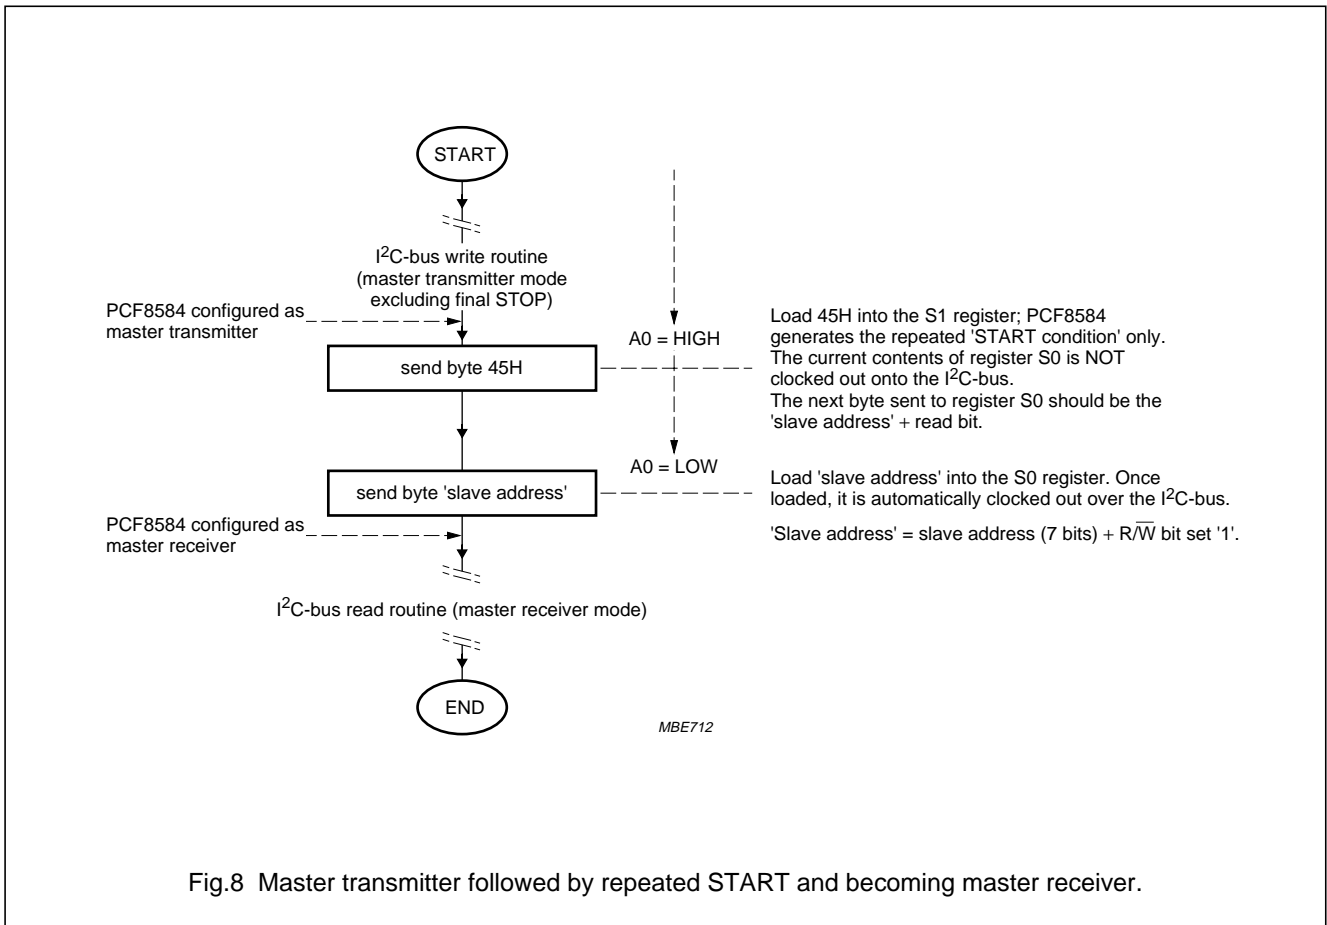 START
I2C-bus write routine
(master transmitter mode
excluding final STOP)
PCF8584 configured as
master transmitter
A0 = HIGH
send byte 45H
Load 45H into the S1 register; PCF8584
generates the repeated 'START condition' only.
The current contents of register S0 is NOT
clocked out onto the I2C-bus.
The next byte sent to register S0 should be the
'slave address' + read bit.
A0 = LOW
send byte 'slave address'
Load 'slave address' into the S0 register. Once
loaded, it is automatically clocked out over the I2C-bus.
'Slave address' = slave address (7 bits) + R/W̅ bit set '1'.
PCF8584 configured as
master receiver
I2C-bus read routine (master receiver mode)
END
MBE712
Fig.8 Master transmitter followed by repeated START and becoming master receiver.